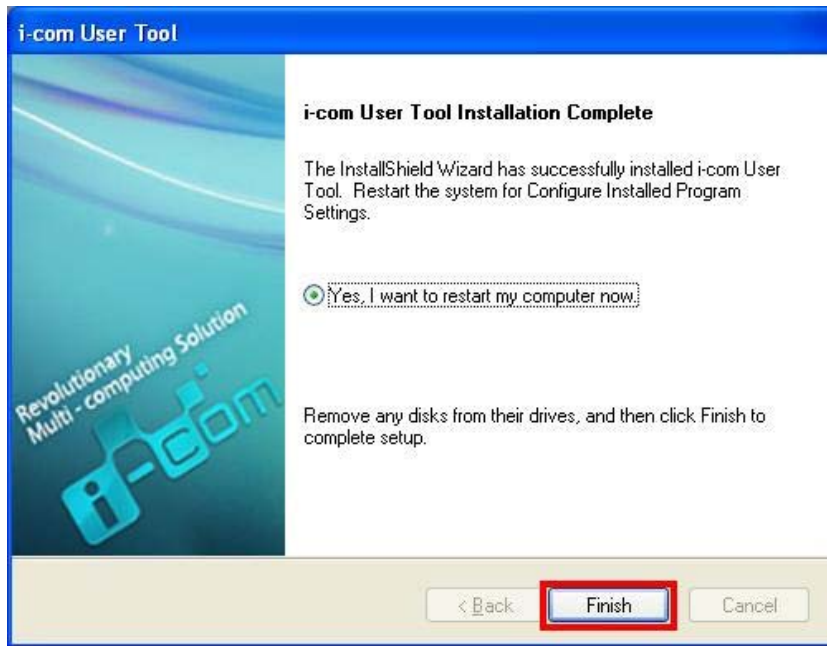 i-com User Tool
i-com User Tool Installation Complete
The InstallShield Wizard has successfully installed i-com User
Tool. Restart the system for Configure Installed Program
Settings.
Yes, I want to restart my computer now.
Revolutionary
Multi - computing Solution
i-com
Remove any disks from their drives, and then click Finish to
complete setup.
< Back
Finish
Cancel